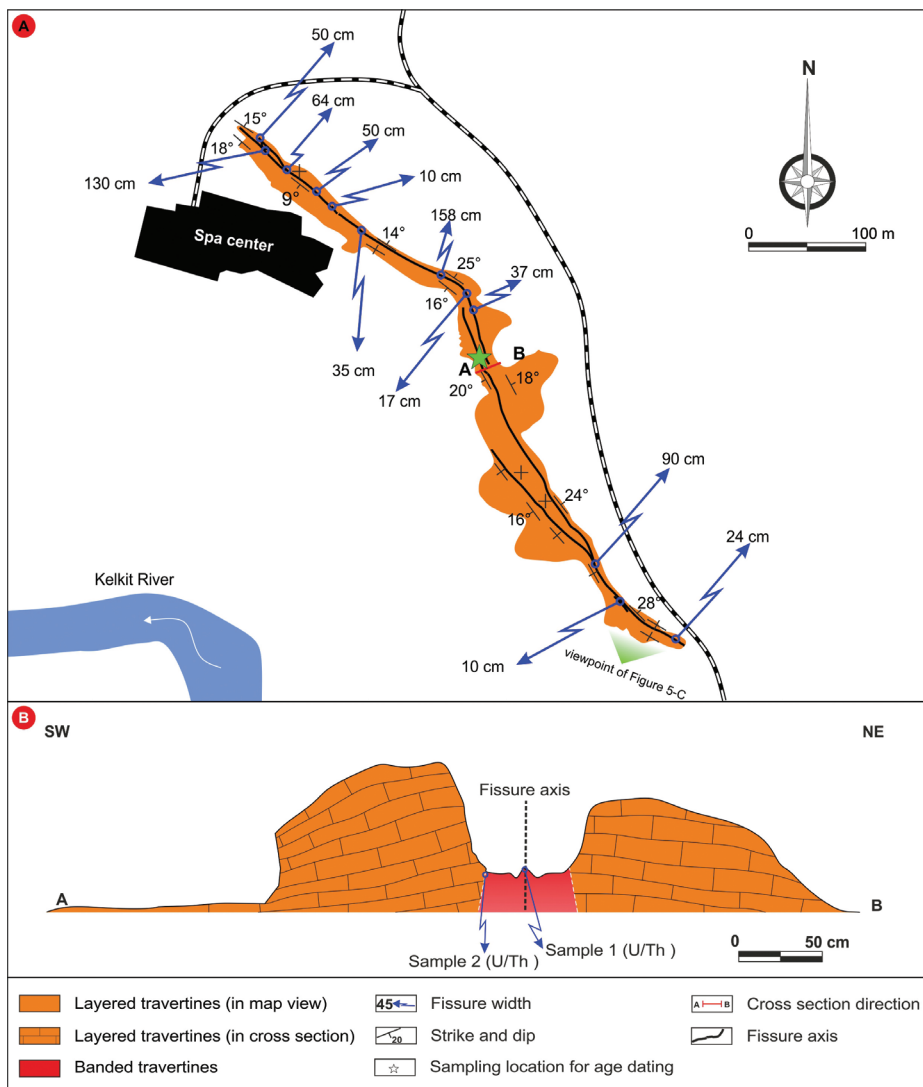 A
50 cm
64 cm
50 cm
10 cm
130 cm
15°
18°
9°
14°
Spa center
158 cm
25°
37 cm
16°
35 cm
17 cm
A
B
20°
18°
N
0 100 m
90 cm
24°
16°
24 cm
28°
10 cm
viewpoint of Figure 5-C
Kelkit River
B
SW
NE
Fissure axis
A
B
Sample 2 (U/Th )
Sample 1 (U/Th )
0 50 cm
Layered travertines (in map view)
Layered travertines (in cross section)
Banded travertines
45 Fissure width
20 Strike and dip
Sampling location for age dating
A B Cross section direction
Fissure axis